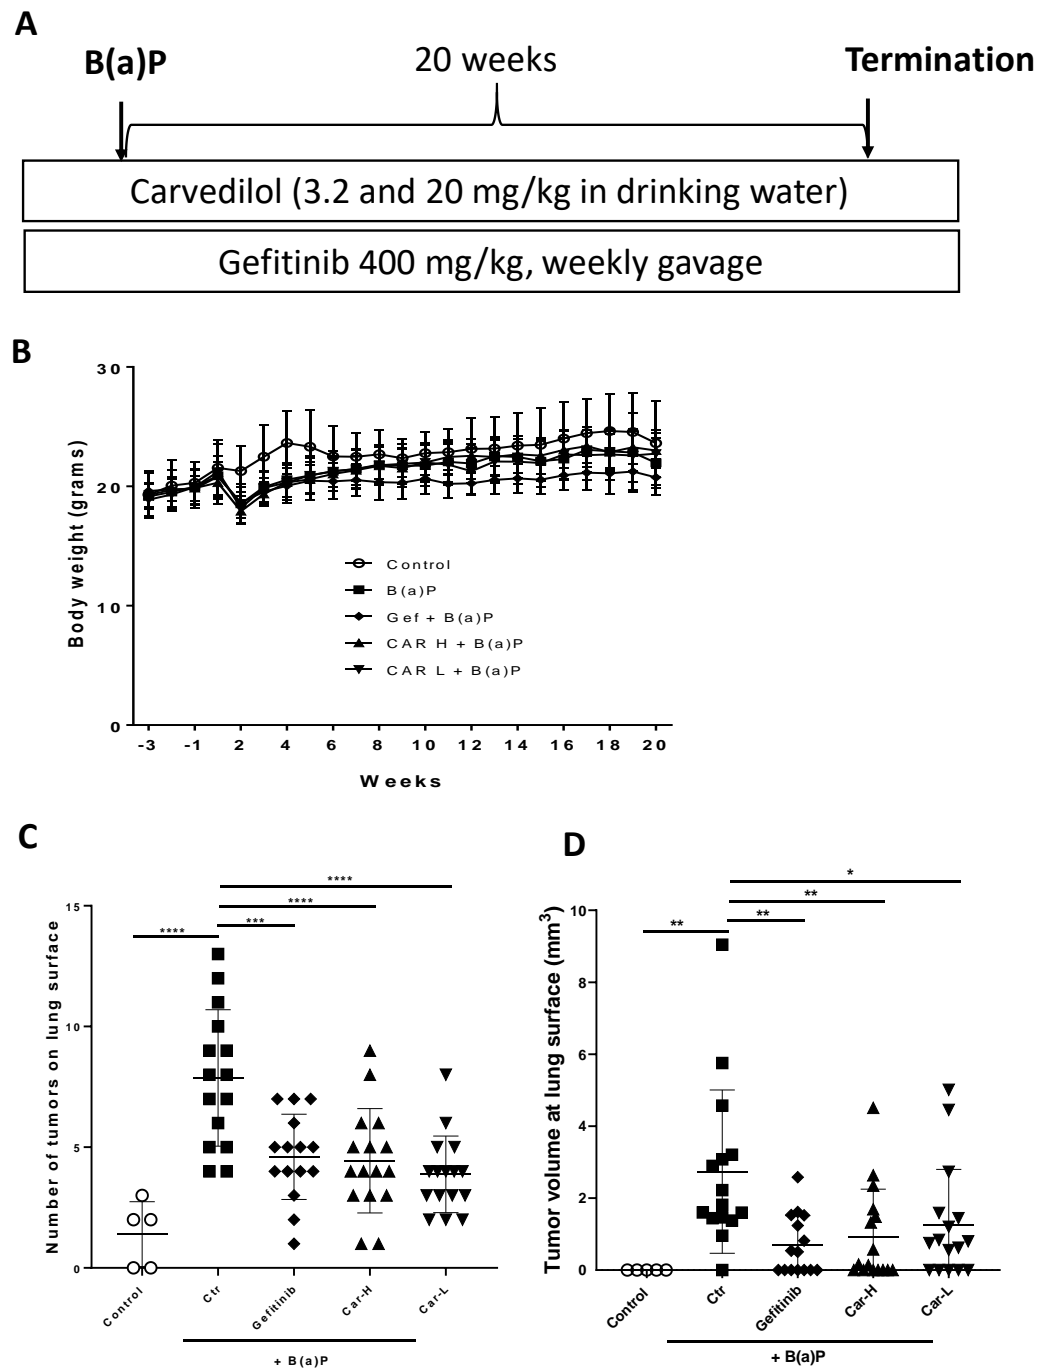 A
B(a)P 20 weeks Termination
Carvedilol (3.2 and 20 mg/kg in drinking water)
Gefitinib 400 mg/kg, weekly gavage
B
Body weight (grams)
30
20
10
0
-3 -1 2 4 6 8 10 12 14 16 18 20
Weeks
Control
B(a)P
Gef + B(a)P
CAR H + B(a)P
CAR L + B(a)P
C
Number of tumors on lung surface
15
10
5
0
****
****
***
****
Control
Ctr
Gefitinib
Car-H
Car-L
+ B(a)P
D
Tumor volume at lung surface (mm3)
10
8
6
4
2
0
*
**
**
**
Control
Ctr
Gefitinib
Car-H
Car-L
+ B(a)P